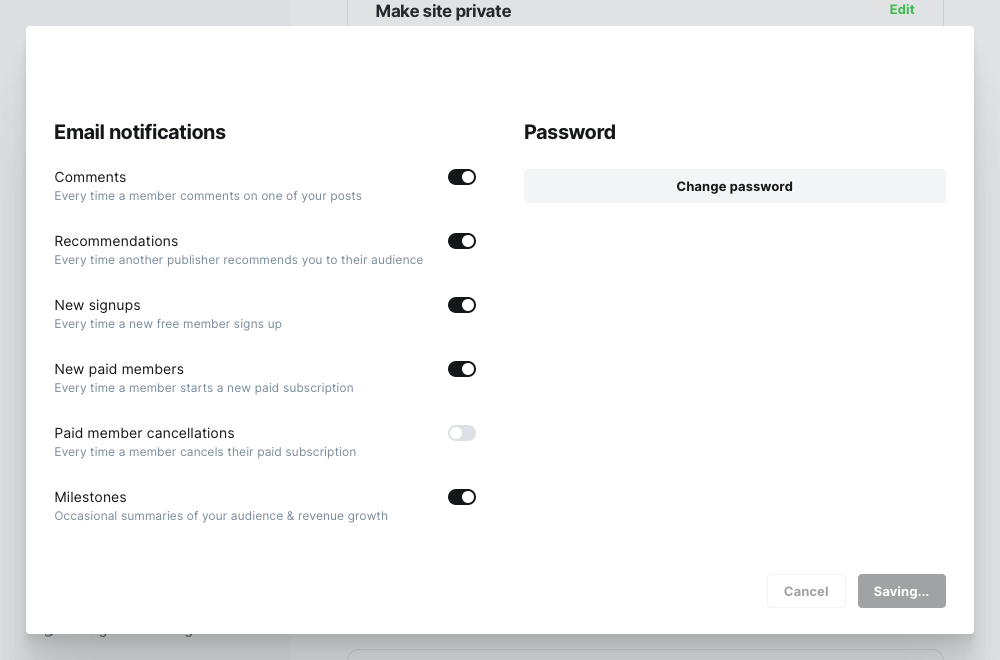 Make site private
Edit
Email notifications
Comments
Every time a member comments on one of your posts
Recommendations
Every time another publisher recommends you to their audience
New signups
Every time a new free member signs up
New paid members
Every time a member starts a new paid subscription
Paid member cancellations
Every time a member cancels their paid subscription
Milestones
Occasional summaries of your audience & revenue growth
Password
Change password
Cancel
Saving...